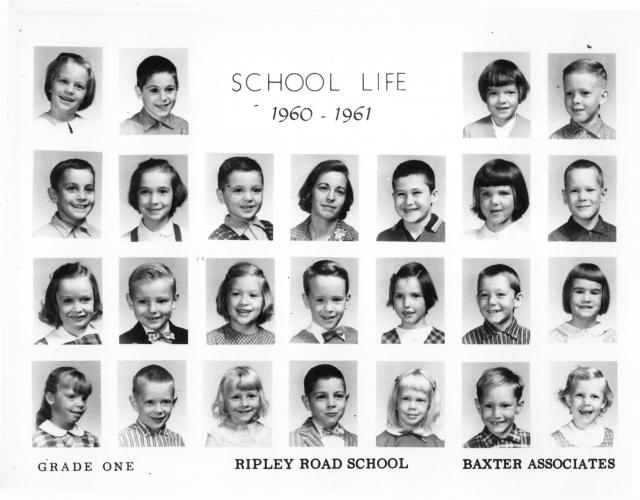 SCHOOL LIFE
1960 - 1961
GRADE ONE
RIPLEY ROAD SCHOOL
BAXTER ASSOCIATES